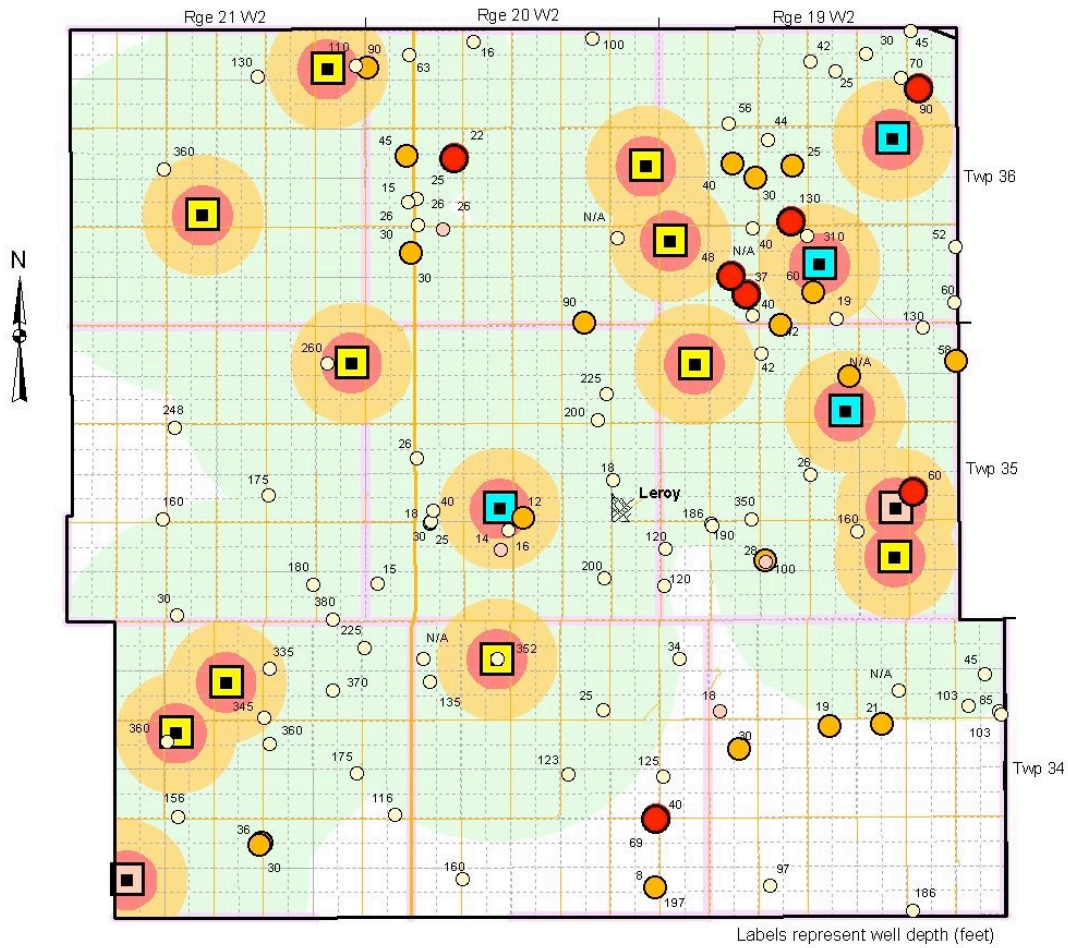 Rge 21 W2 Rge 20 W2 Rge 19 W2
45
110 90 16 100 42 30
63
130 25 70
90
56
22 44
45 25
360 Twp 36
25 40
15 26 26 30
130
26 N/A
30 40 310 52
N
48 N/A
30 37 60
60
90 40 19
42 130
260 42 N/A 58
225
200
248
26
26 Twp 35
175 18 60
Leroy
40 12
160 18 186 350 160
30 25 14 16 190
120 28
100
180 15 200 120
30
380
225
N/A 34
335 352 45
370 N/A
135 103 85
345 25 18 19 21
360 360 103
30
175 123 125 Twp 34
156 116 40
36
69
30
160 8 97
197
186
Labels represent well depth (feet)